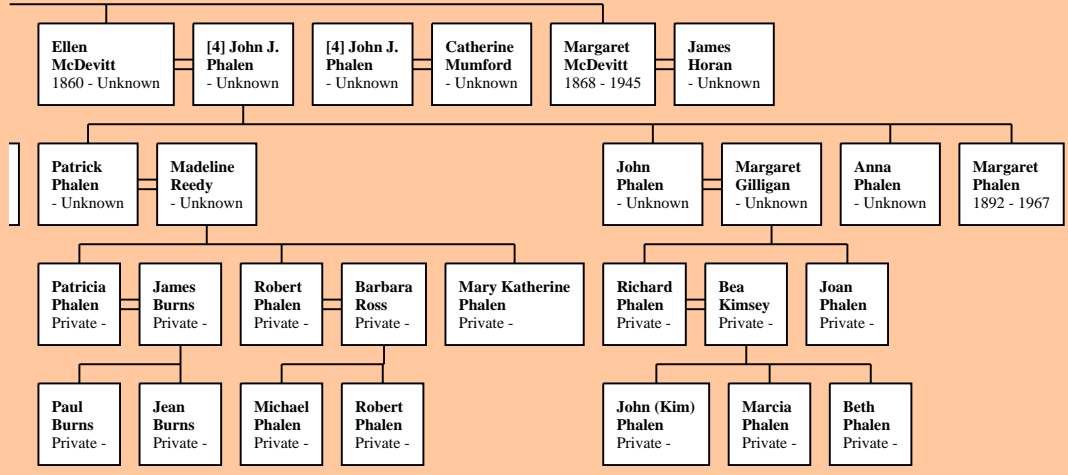 Ellen
McDevitt
1860 - Unknown
[4] John J.
Phalen
- Unknown
[4] John J.
Phalen
- Unknown
Catherine
Mumford
- Unknown
Margaret
McDevitt
1868 - 1945
James
Horan
- Unknown
Patrick
Phalen
- Unknown
Madeline
Reedy
- Unknown
John
Phalen
- Unknown
Margaret
Gilligan
- Unknown
Anna
Phalen
- Unknown
Margaret
Phalen
1892 - 1967
Patricia
Phalen
Private -
James
Burns
Private -
Robert
Phalen
Private -
Barbara
Ross
Private -
Mary Katherine
Phalen
Private -
Richard
Phalen
Private -
Bea
Kimsey
Private -
Joan
Phalen
Private -
Paul
Burns
Private -
Jean
Burns
Private -
Michael
Phalen
Private -
Robert
Phalen
Private -
John (Kim)
Phalen
Private -
Marcia
Phalen
Private -
Beth
Phalen
Private -